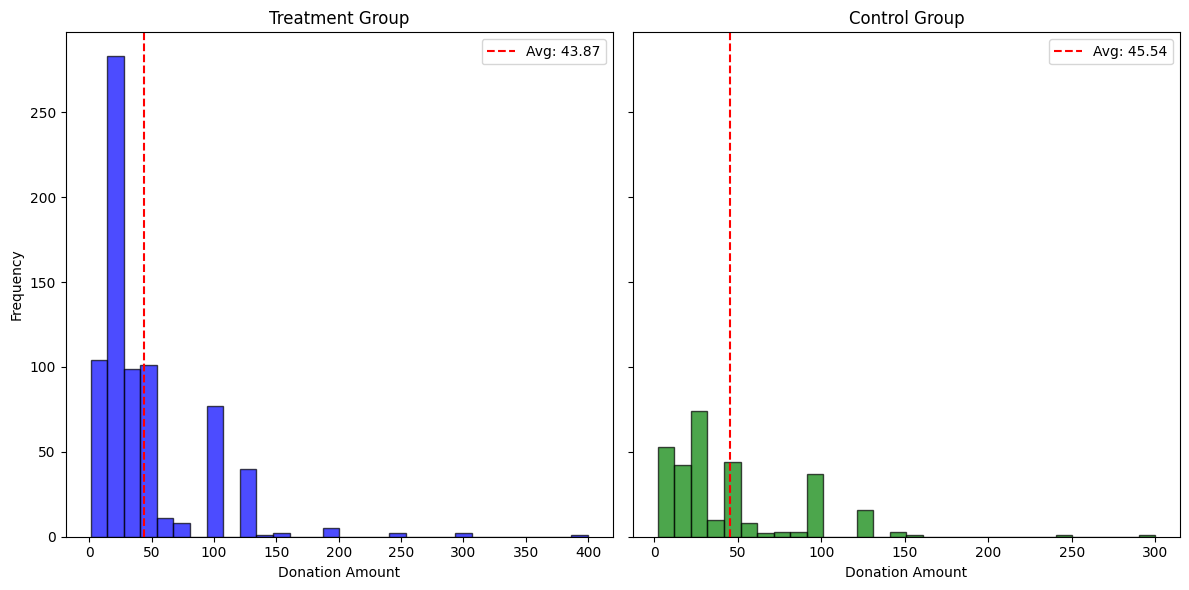 Treatment Group
Control Group
Avg: 43.87
Avg: 45.54
Frequency
250
200
150
100
50
0
0 50 100 150 200 250 300 350 400
0 50 100 150 200 250 300
Donation Amount
Donation Amount